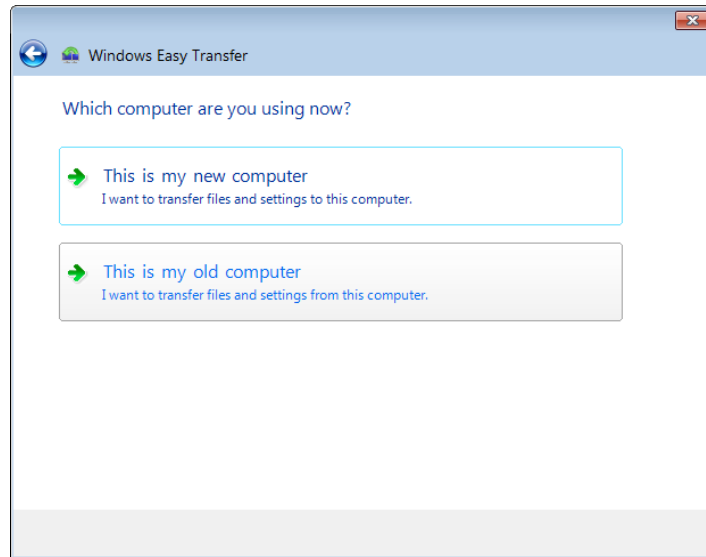 Windows Easy Transfer
Which computer are you using now?
This is my new computer
I want to transfer files and settings to this computer.
This is my old computer
I want to transfer files and settings from this computer.